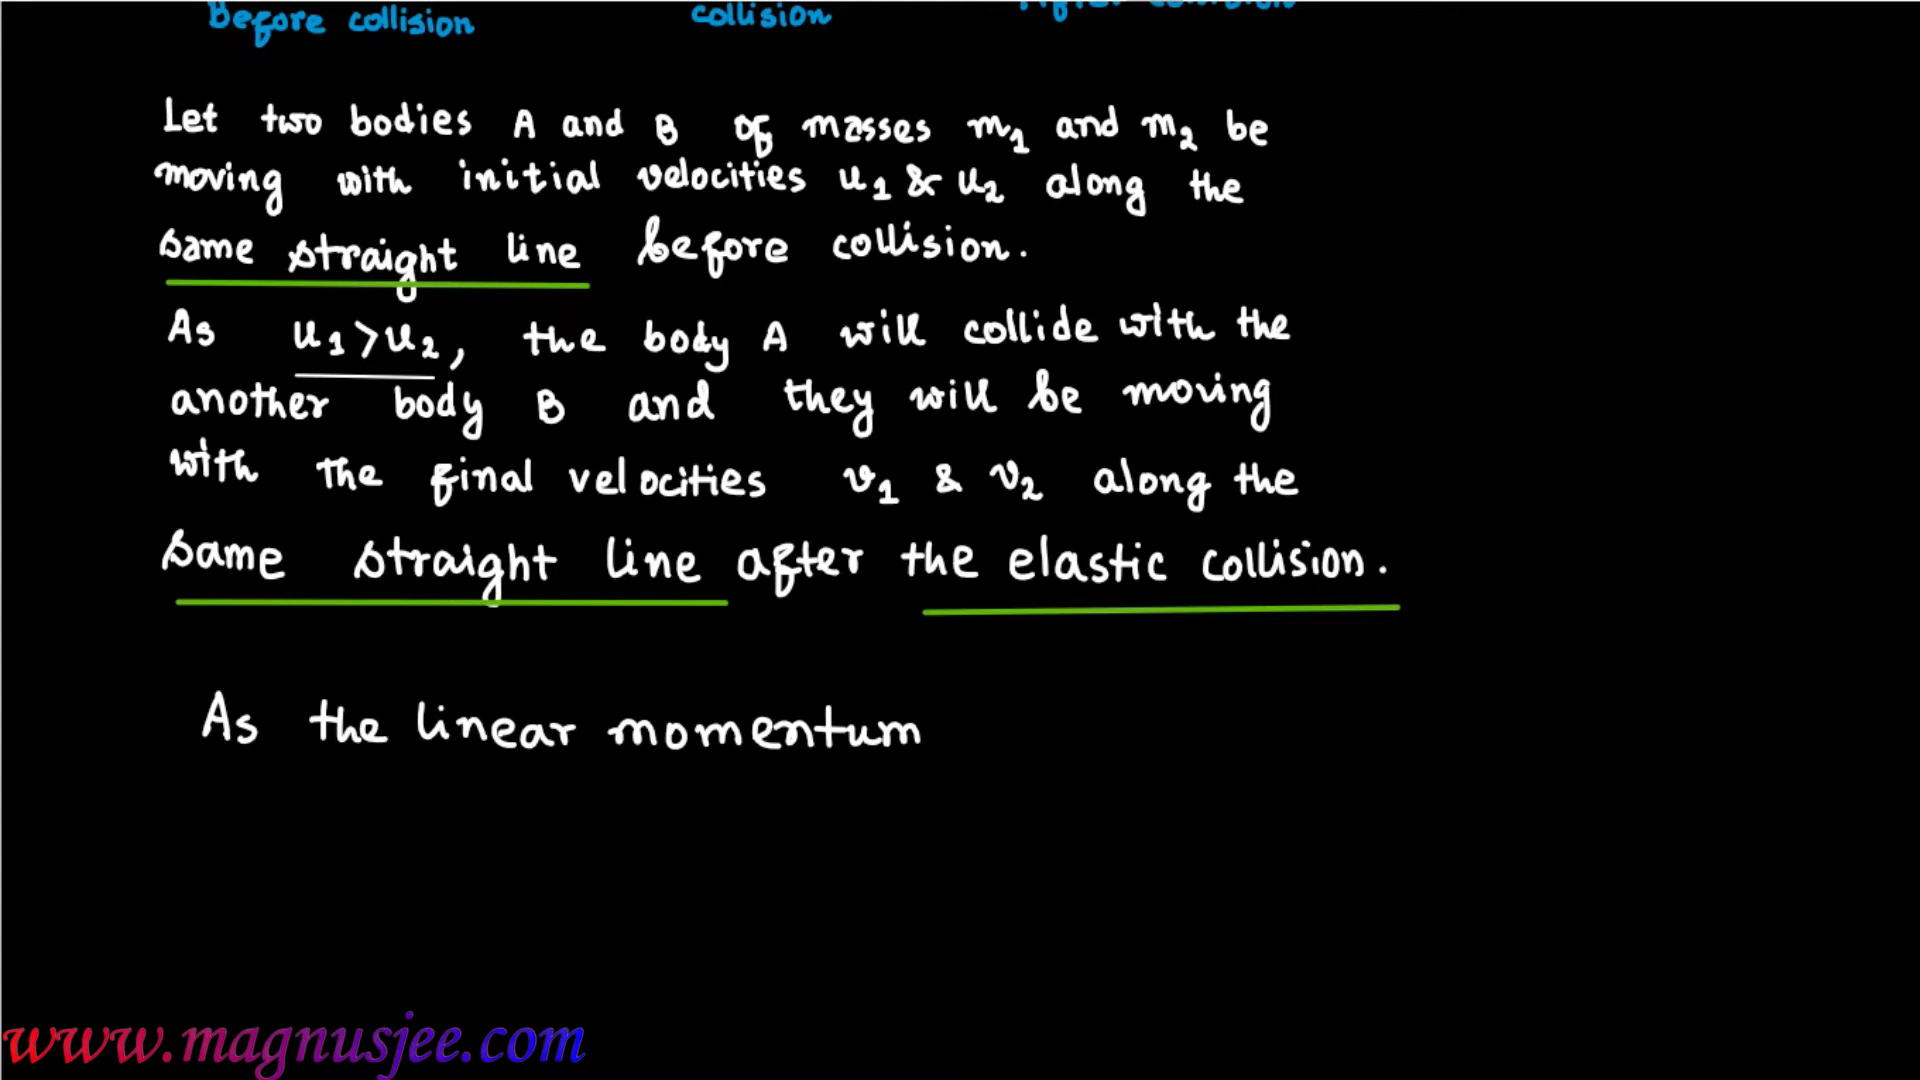 Before collision collision After collision
Let two bodies A and B of masses m₁ and m₂ be
moving with initial velocities u₁ & u₂ along the
same straight line before collision.
As u₁>u₂, the body A will collide with the
another body B and they will be moving
with the final velocities v₁ & v₂ along the
same straight line after the elastic collision.
As the linear momentum
www.magnusjee.com